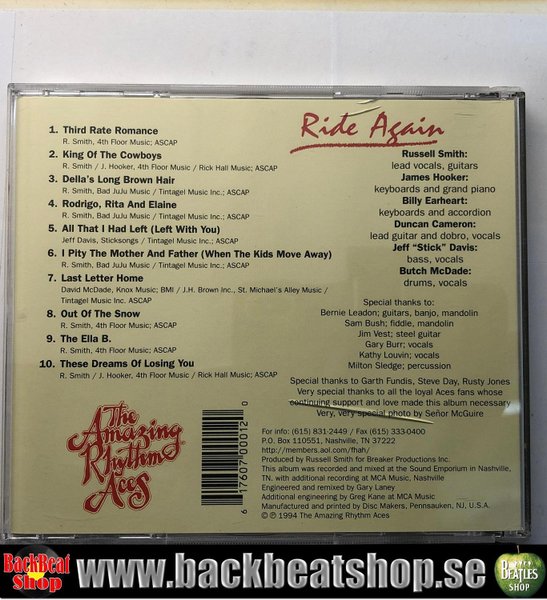 Ride Again
1. Third Rate Romance
R. Smith, 4th Floor Music; ASCAP
2. King Of The Cowboys
R. Smith / J. Hooker, 4th Floor Music / Rick Hall Music; ASCAP
3. Della's Long Brown Hair
R. Smith, Bad JuJu Music / Tintagel Music Inc.; ASCAP
4. Rodrigo, Rita And Elaine
R. Smith, Bad JuJu Music / Tintagel Music Inc.; ASCAP
5. All That I Had Left (Left With You)
Jeff Davis, Sticksongs / Tintagel Music Inc.; ASCAP
6. I Pity The Mother And Father (When The Kids Move Away)
R. Smith, Bad JuJu Music / Tintagel Music Inc.; ASCAP
7. Last Letter Home
David McDade, Knox Music; BMI / J.H. Brown Inc., St. Michael's Alley Music /
Tintagel Music Inc. ASCAP
8. Out Of The Snow
R. Smith, 4th Floor Music; ASCAP
9. The Ella B.
R. Smith, 4th Floor Music; ASCAP
10. These Dreams Of Losing You
R. Smith / J. Hooker, 4th Floor Music / Rick Hall Music; ASCAP
Russell Smith:
lead vocals, guitars
James Hooker:
keyboards and grand piano
Billy Earheart:
keyboards and accordion
Duncan Cameron:
lead guitar and dobro, vocals
Jeff "Stick" Davis:
bass, vocals
Butch McDade:
drums, vocals
Special thanks to:
Bernie Leadon; guitars, banjo, mandolin
Sam Bush; fiddle, mandolin
Jim Vest; steel guitar
Gary Burr; vocals
Kathy Louvin; vocals
Milton Sledge; percussion
Special thanks to Garth Fundis, Steve Day, Rusty Jones
Very special thanks to all the loyal Aces fans whose
continuing support and love made this album necessary
Very, very special photo by Señor McGuire
The
Amazing
Rhythm
Aces
6 17607 00012 0
For info: (615) 831-2449 / Fax (615) 333-0400
P.O. Box 110551, Nashville, TN 37222
http://members.aol.com/fhah/
Produced by Russell Smith for Breaker Productions Inc.
This album was recorded and mixed at the Sound Emporium in Nashville,
TN. with additional recording at MCA Music, Nashville
Engineered and remixed by Gary Laney
Additional engineering by Greg Kane at MCA Music
Manufactured and printed by Disc Makers, Pennsauken, NJ, U.S.A.
© ℗ 1994 The Amazing Rhythm Aces
BackBeat
Shop
www.backbeatshop.se
BEATLES
SHOP